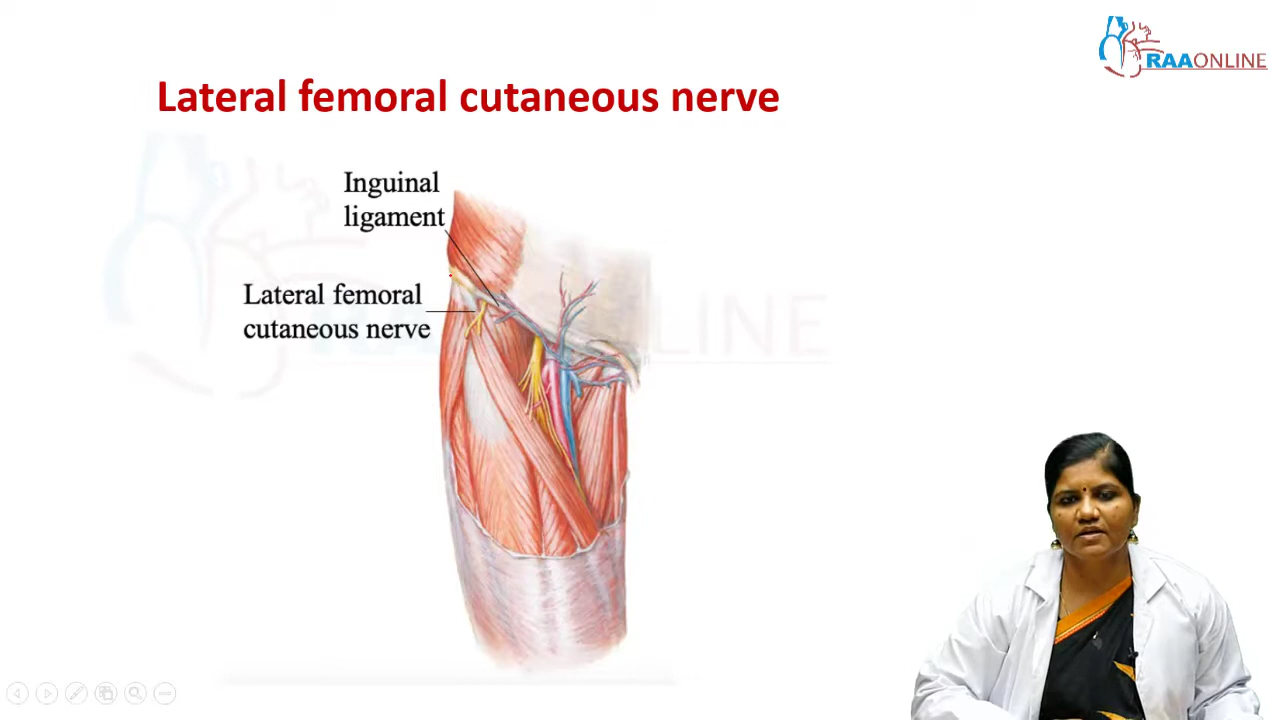 RAAONLINE
Lateral femoral cutaneous nerve
Inguinal
ligament
Lateral femoral
cutaneous nerve